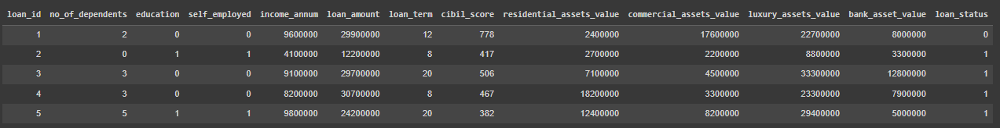 loan_id no_of_dependents education self_employed income_annum loan_amount loan_term cibil_score residential_assets_value commercial_assets_value luxury_assets_value bank_asset_value loan_status
1 2 0 0 9600000 29900000 12 778 2400000 17600000 22700000 8000000 0
2 0 1 1 4100000 12200000 8 417 2700000 2200000 8800000 3300000 1
3 3 0 0 9100000 29700000 20 506 7100000 4500000 33300000 12800000 1
4 3 0 0 8200000 30700000 8 467 18200000 3300000 23300000 7900000 1
5 5 1 1 9800000 24200000 20 382 12400000 8200000 29400000 5000000 1